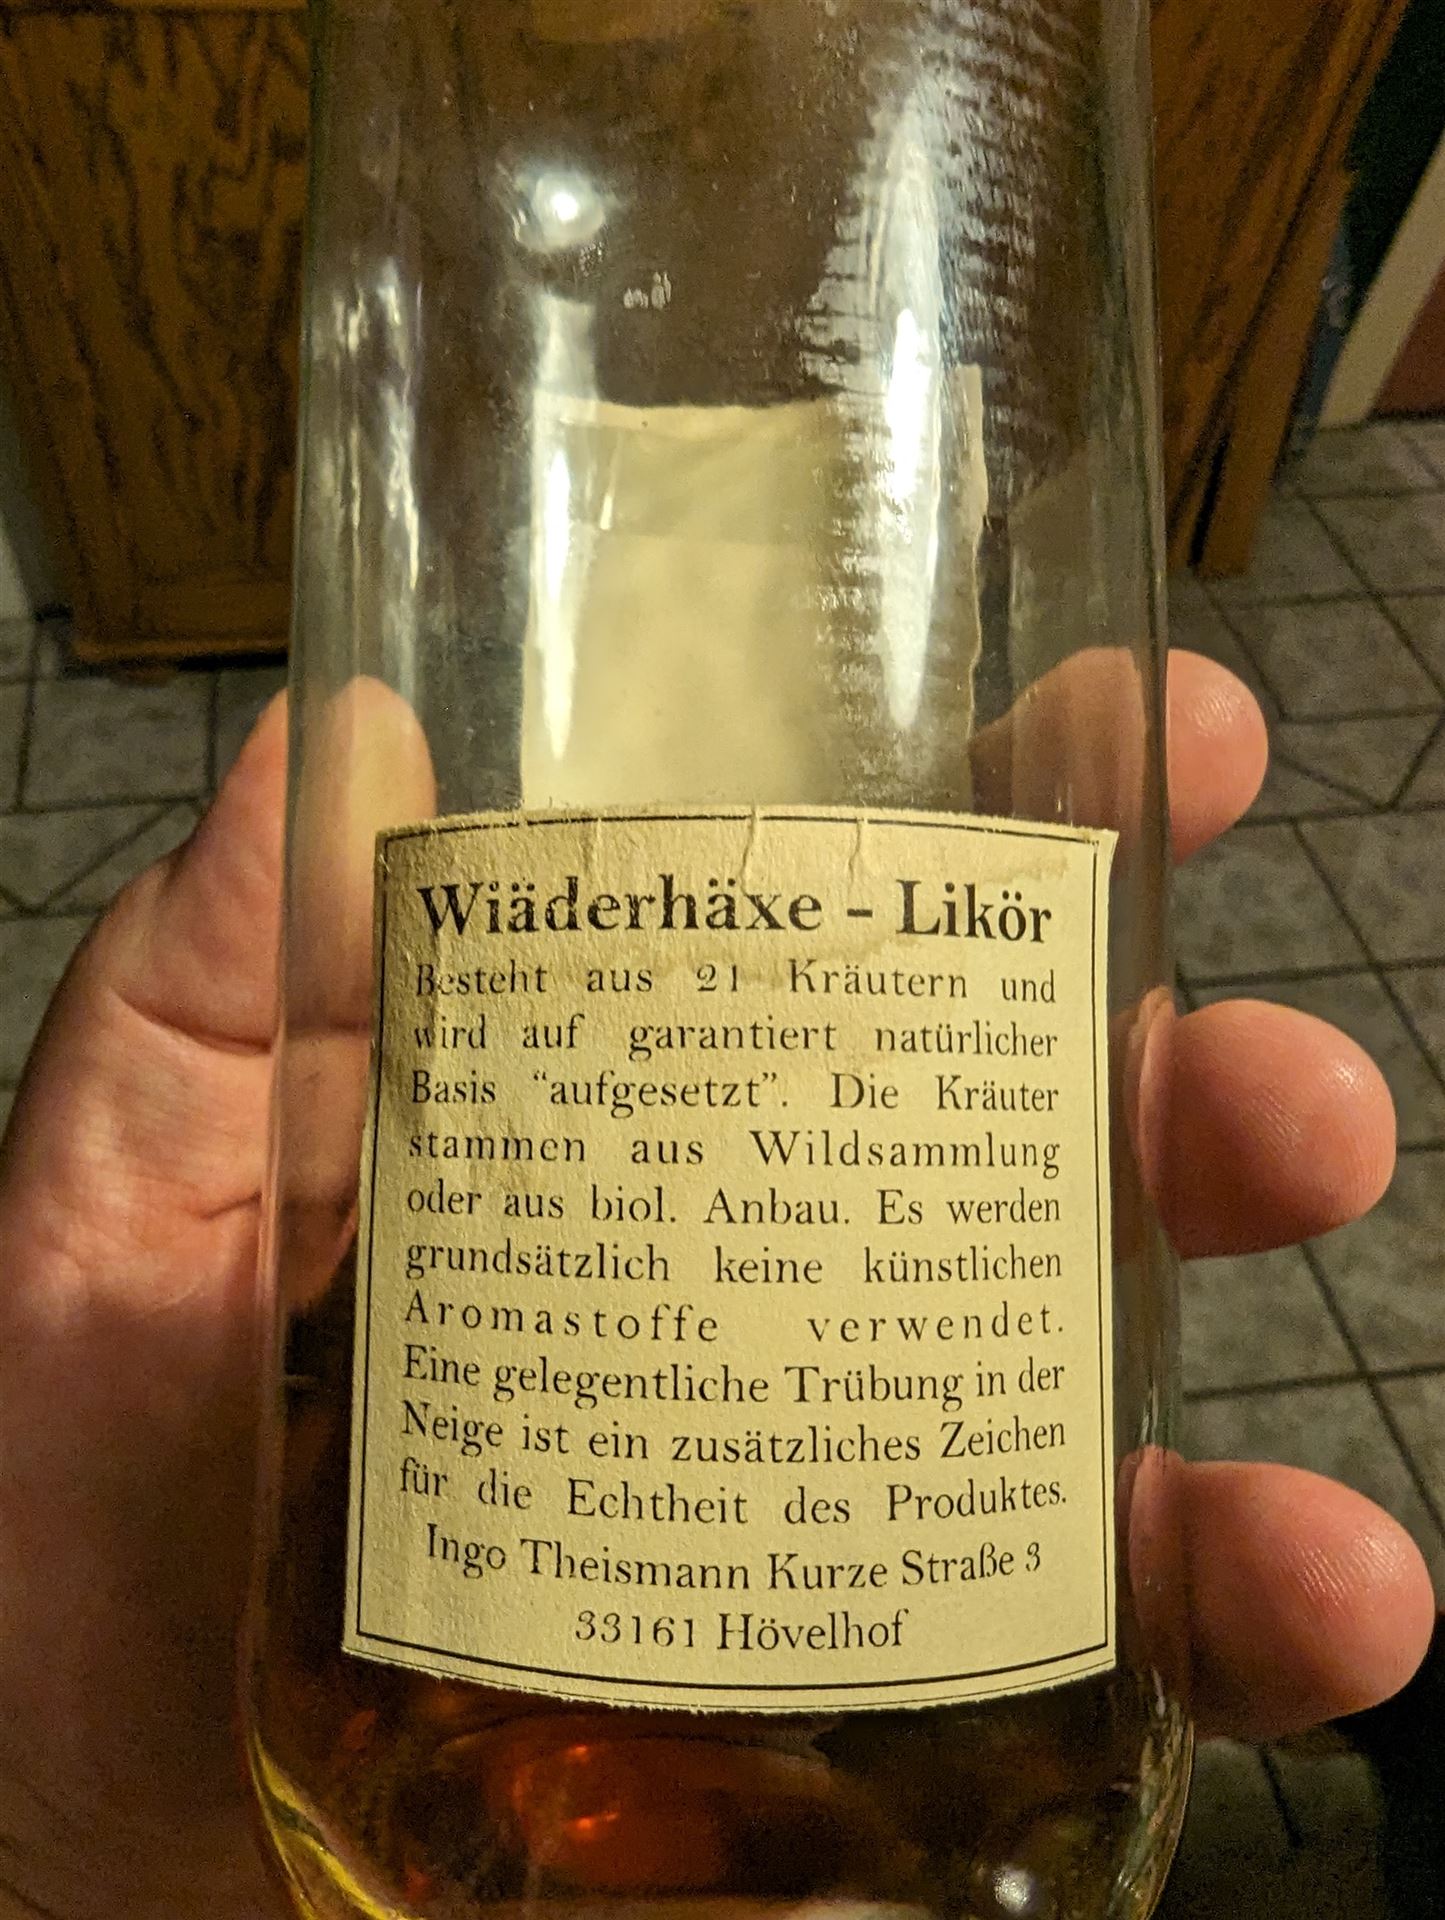 Wiäderhäxe - Likör
Besteht aus 21 Kräutern und
wird auf garantiert natürlicher
Basis "aufgesetzt". Die Kräuter
stammen aus Wildsammlung
oder aus biol. Anbau. Es werden
grundsätzlich keine künstlichen
Aromastoffe verwendet.
Eine gelegentliche Trübung in der
Neige ist ein zusätzliches Zeichen
für die Echtheit des Produktes.
Ingo Theismann Kurze Straße 3
33161 Hövelhof